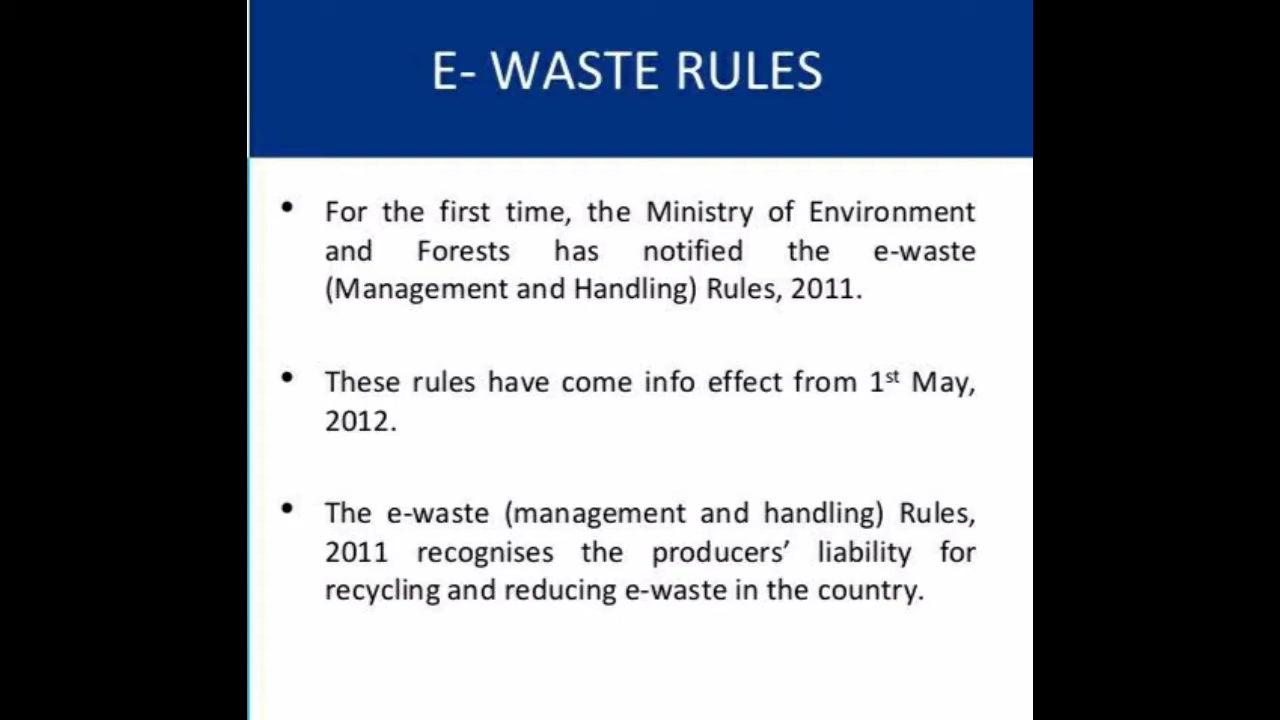 E- WASTE RULES
• For the first time, the Ministry of Environment
and Forests has notified the e-waste
(Management and Handling) Rules, 2011.
• These rules have come info effect from 1st May,
2012.
• The e-waste (management and handling) Rules,
2011 recognises the producers’ liability for
recycling and reducing e-waste in the country.